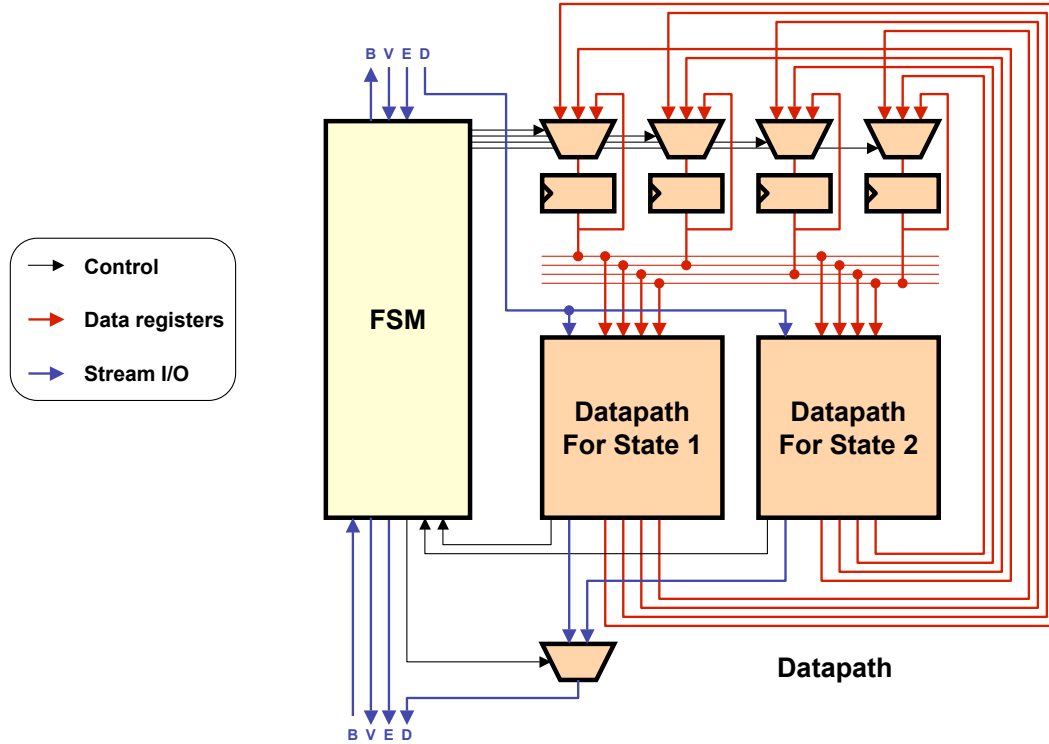 B V E D
Control
Data registers
Stream I/O
FSM
Datapath
For State 1
Datapath
For State 2
Datapath
B V E D